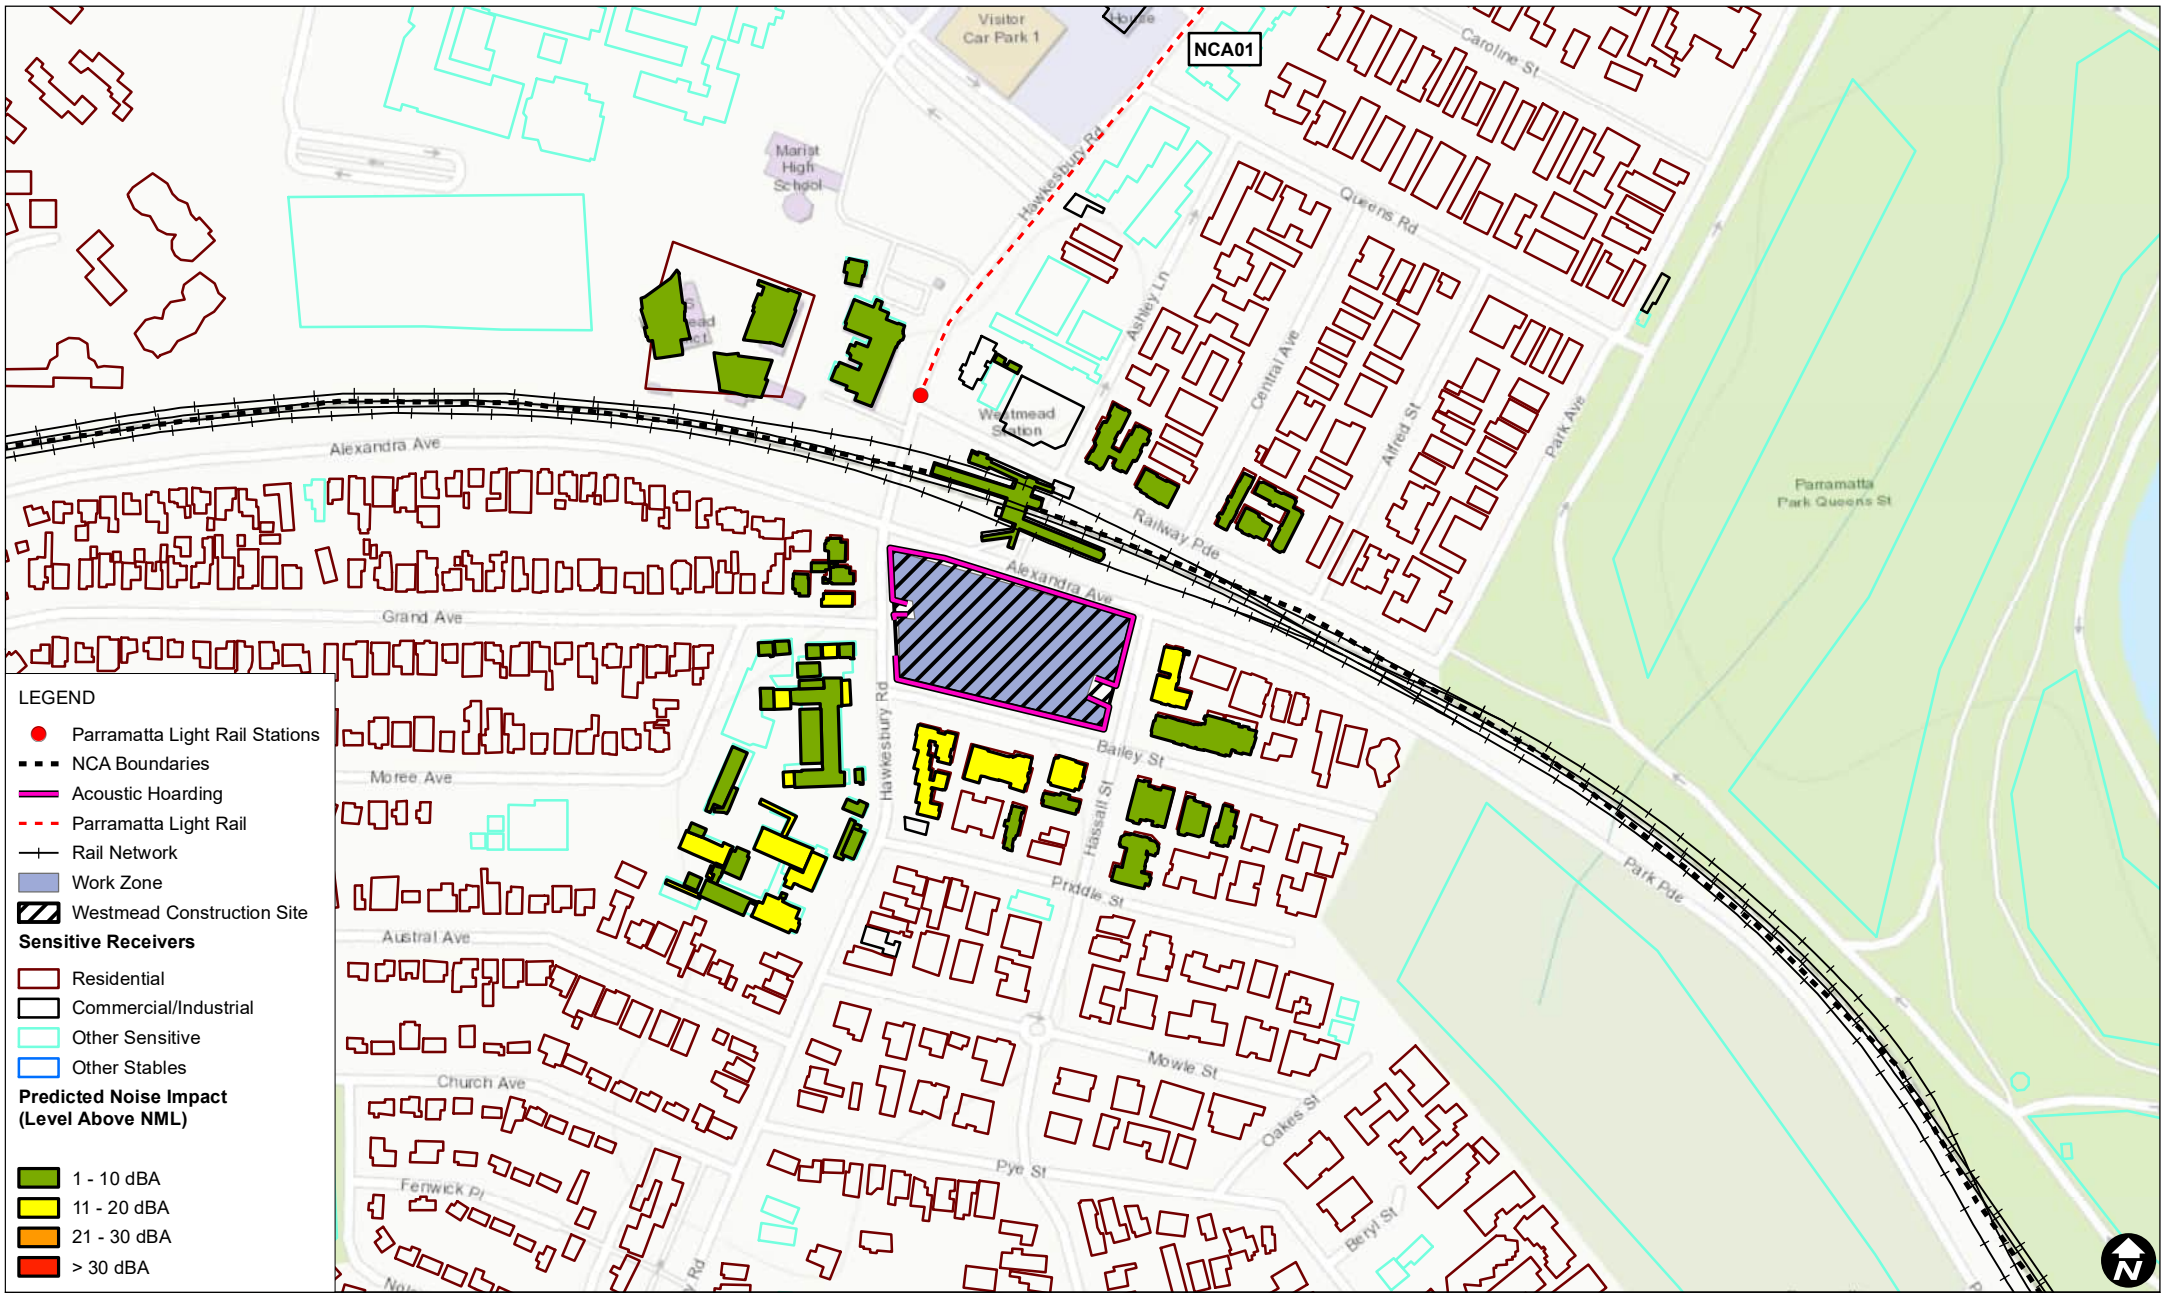 Visitor
Car Park 1
House
NCA01
Caroline St
Marist
High
School
Hawkesbury Rd
Queens Rd
Ashley Ln
Central Ave
Alfred St
Park Ave
Westmead
Station
Alexandra Ave
Parramatta
Park Queens St
Railway Pde
Alexandra Ave
Grand Ave
Hawkesbury Rd
Bailey St
Moree Ave
Hassall St
Priddle St
Park Pde
Austral Ave
Mowle St
Church Ave
Oakes St
Pye St
Fenwick Pl
Beryl St
LEGEND
Parramatta Light Rail Stations
NCA Boundaries
Acoustic Hoarding
Parramatta Light Rail
Rail Network
Work Zone
Westmead Construction Site
Sensitive Receivers
Residential
Commercial/Industrial
Other Sensitive
Other Stables
Predicted Noise Impact
(Level Above NML)
1 - 10 dBA
11 - 20 dBA
21 - 30 dBA
> 30 dBA
N